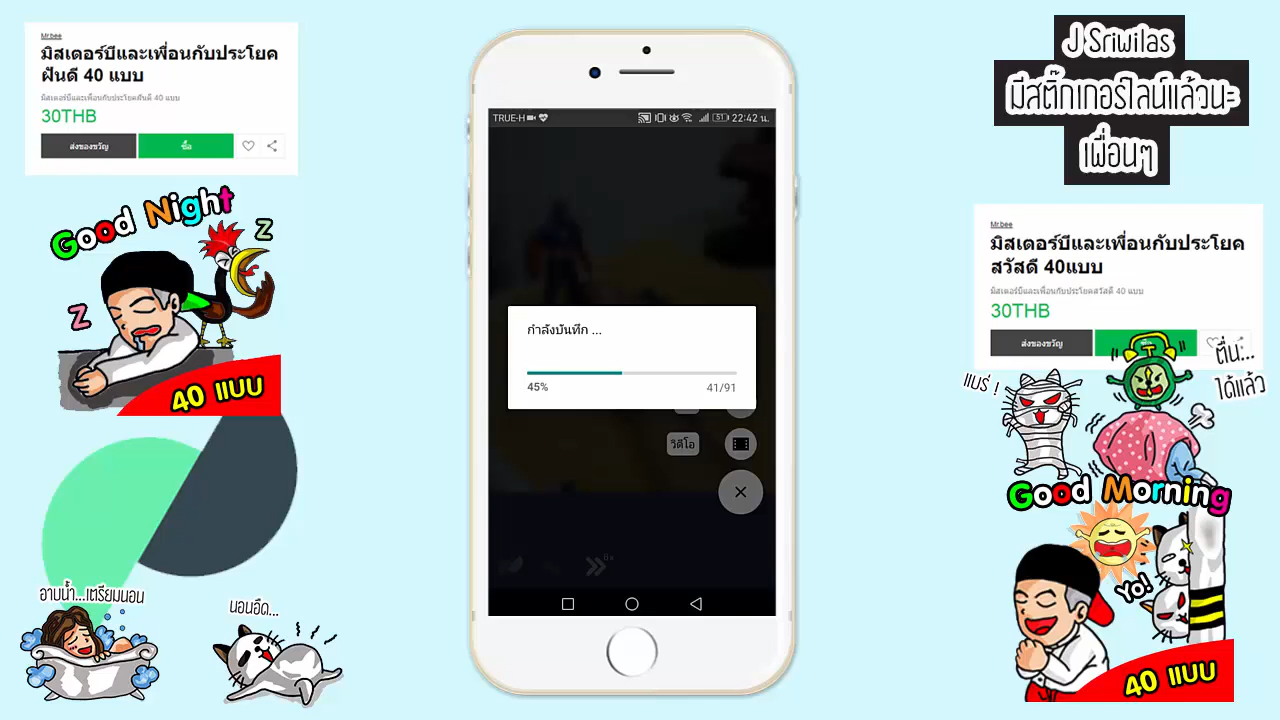 Mr.bee
มิสเตอร์บีและเพื่อนกับประโยค
ฝันดี 40 แบบ
มิสเตอร์บีและเพื่อนกับประโยคฝันดี 40 แบบ
30THB
ส่งของขวัญ
ซื้อ
Good Night
Z
Z
40 แบบ
อาบน้ำ...เตรียมนอน
นอนอืด...
TRUE-H
51
22:42 น.
กำลังบันทึก ...
45%
41/91
วิดีโอ
8x
J Sriwilas
มีสติ๊กเกอร์ไลน์แล้วนะ
เพื่อนๆ
Mr.bee
มิสเตอร์บีและเพื่อนกับประโยค
สวัสดี 40แบบ
มิสเตอร์บีและเพื่อนกับประโยคสวัสดี 40 แบบ
30THB
ส่งของขวัญ
ตื่น...
ได้แล้ว
แบร่ !
Good Morning
Yo!
40 แบบ